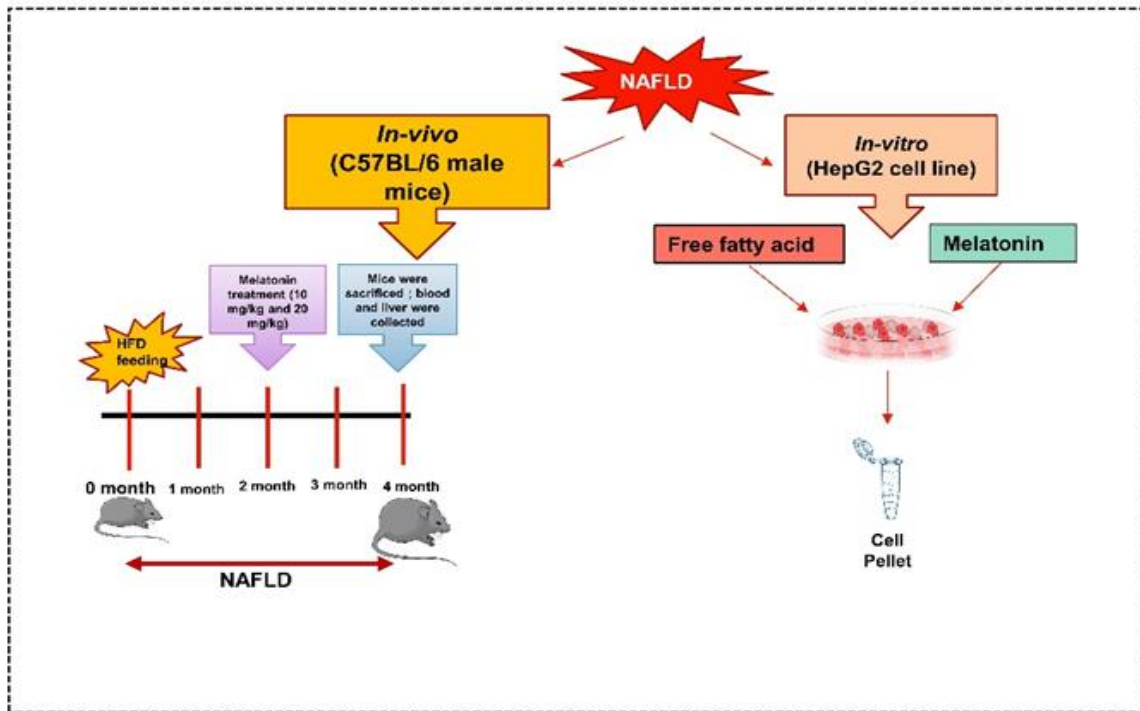 NAFLD
In-vivo
(C57BL/6 male
mice)
In-vitro
(HepG2 cell line)
Free fatty acid
Melatonin
Melatonin
treatment (10
mg/kg and 20
mg/kg)
Mice were
sacrificed ; blood
and liver were
collected
HFD
feeding
0 month
1 month
2 month
3 month
4 month
NAFLD
Cell
Pellet